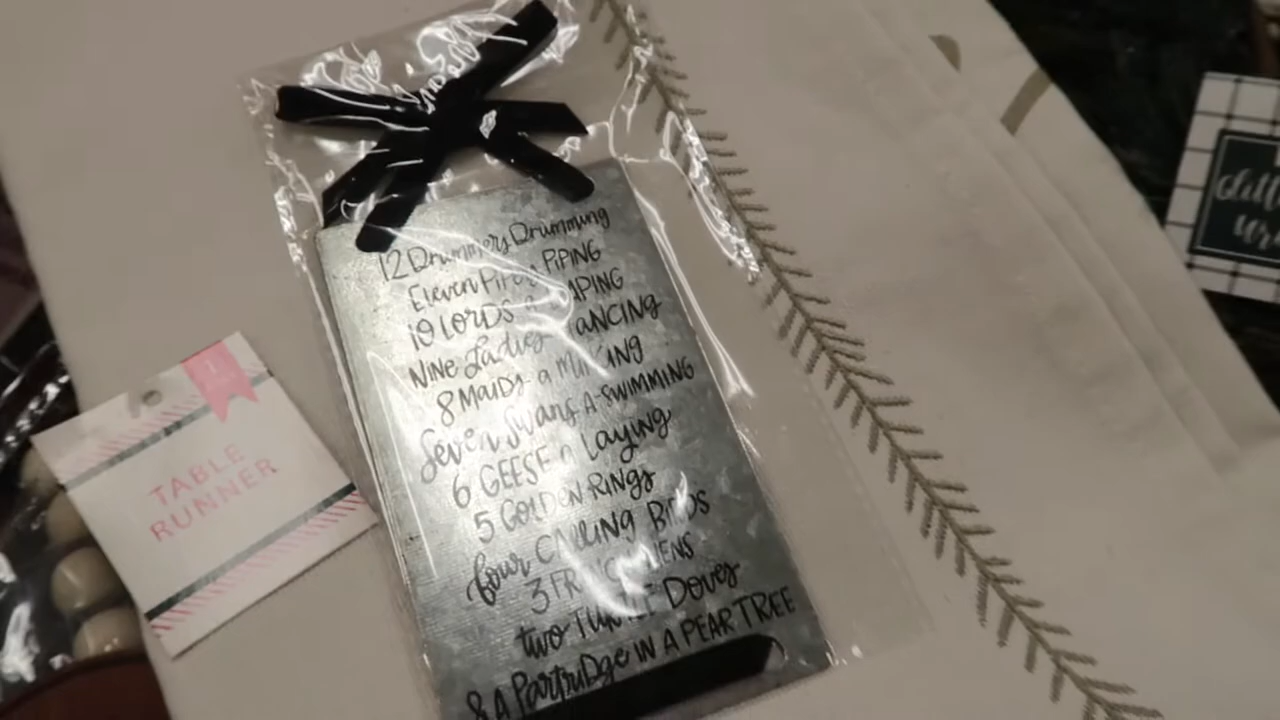 12 Drummers Drumming
Eleven Pipers PIPING
10 LORDS a
Nine Ladies DANCING
8 MaiDs a MILKING
Seven Swans A-SWIMMING
6 GEESE a Laying
5 GOLDEN RINGS
four CALLING BIRDS
3 FRENCH HENS
two TURTLE Doves
& A PartriDge IN A PEAR TREE
TABLE
RUNNER